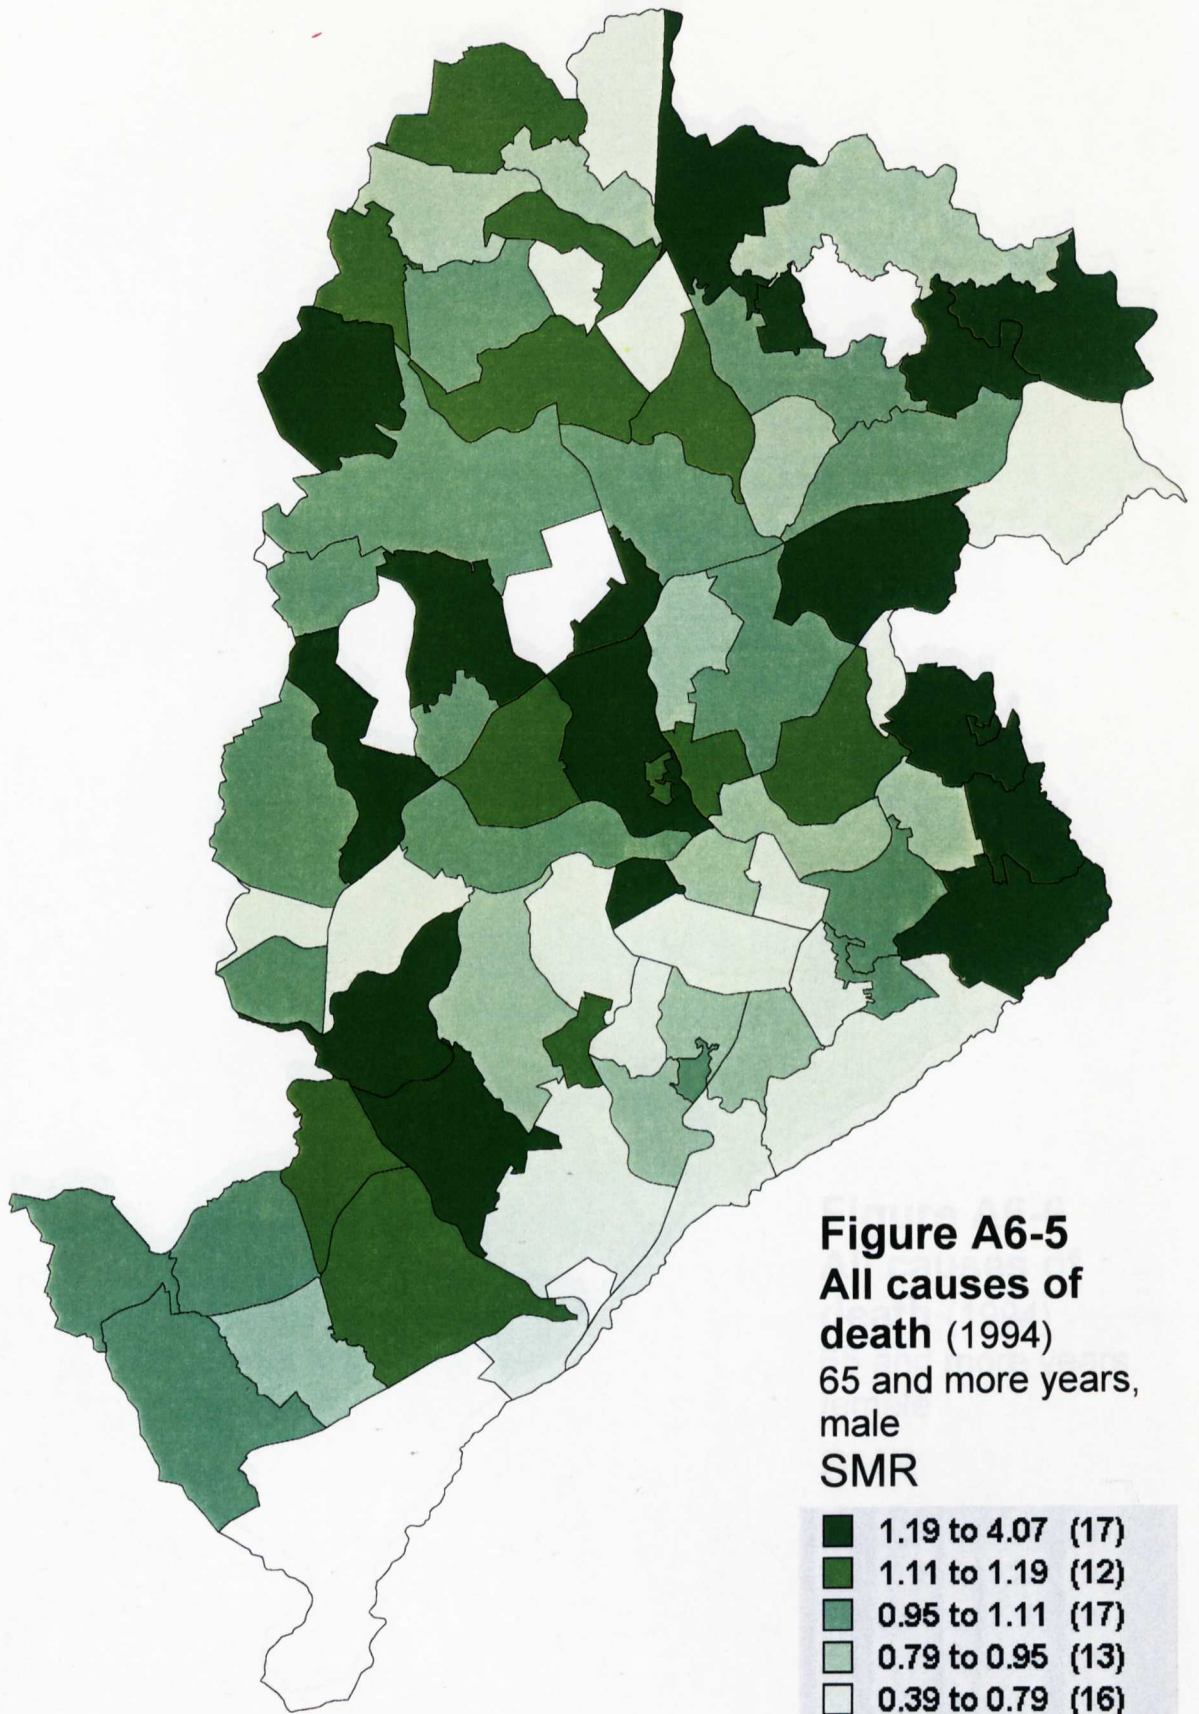 Figure A6-5
All causes of
death (1994)
65 and more years,
male
SMR
1.19 to 4.07 (17)
1.11 to 1.19 (12)
0.95 to 1.11 (17)
0.79 to 0.95 (13)
0.39 to 0.79 (16)